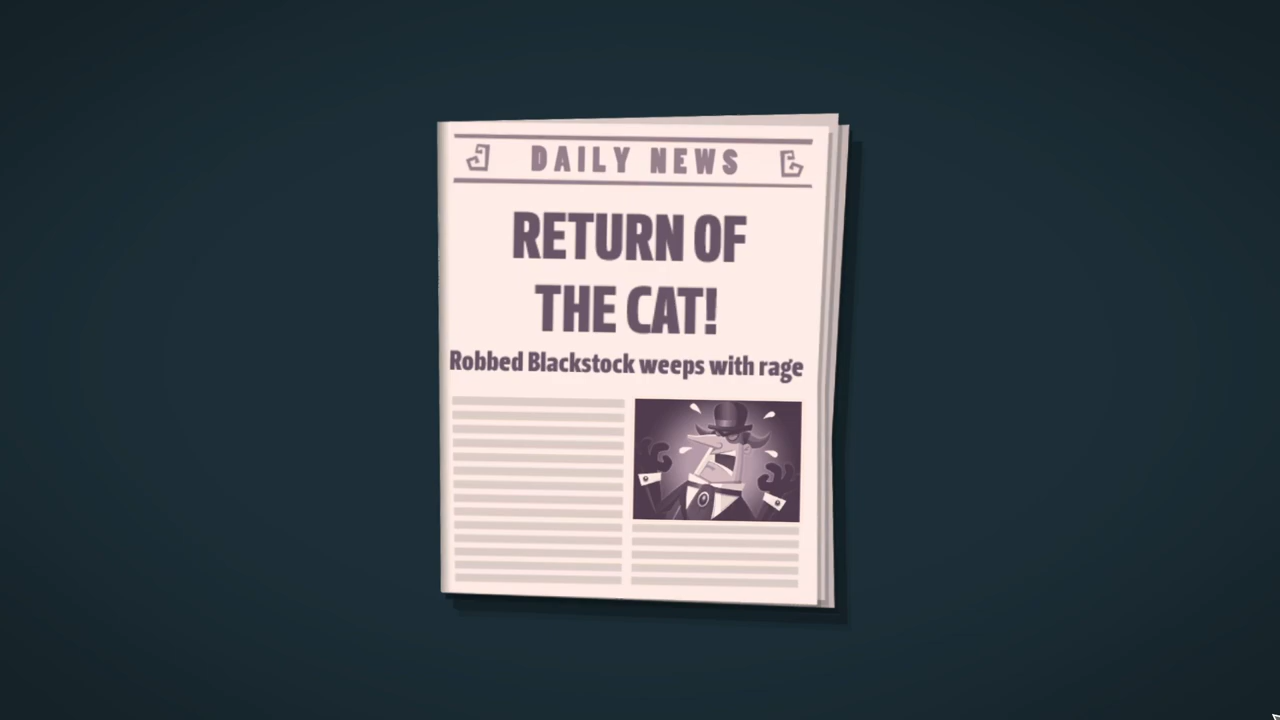 DAILY NEWS
RETURN OF
THE CAT!
Robbed Blackstock weeps with rage